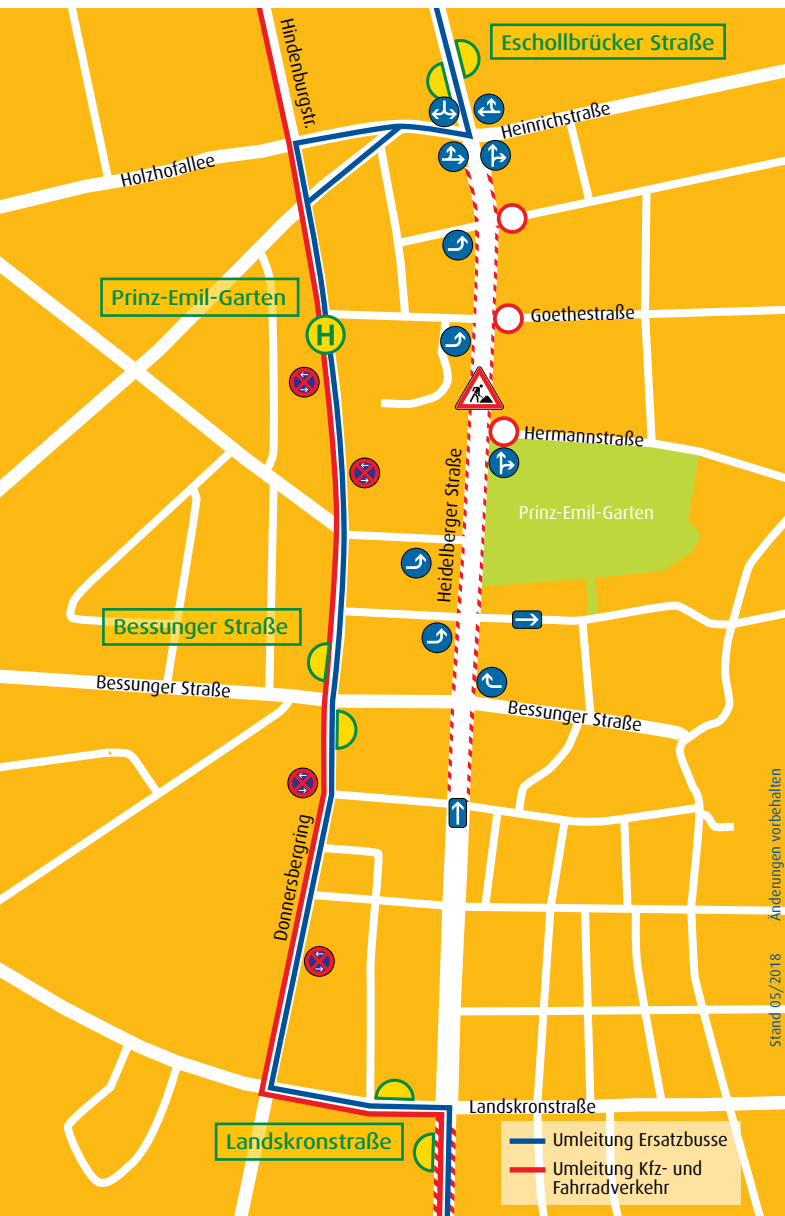 Eschollbrücker Straße
Hindenburgstr.
Heinrichstraße
Holzhofallee
Prinz-Emil-Garten
H
Goethestraße
Hermannstraße
Heidelberger Straße
Prinz-Emil-Garten
Bessunger Straße
Bessunger Straße
Bessunger Straße
Donnersbergring
Stand 05/2018 Änderungen vorbehalten
Landskronstraße
Landskronstraße
Umleitung Ersatzbusse
Umleitung Kfz- und
Fahrradverkehr